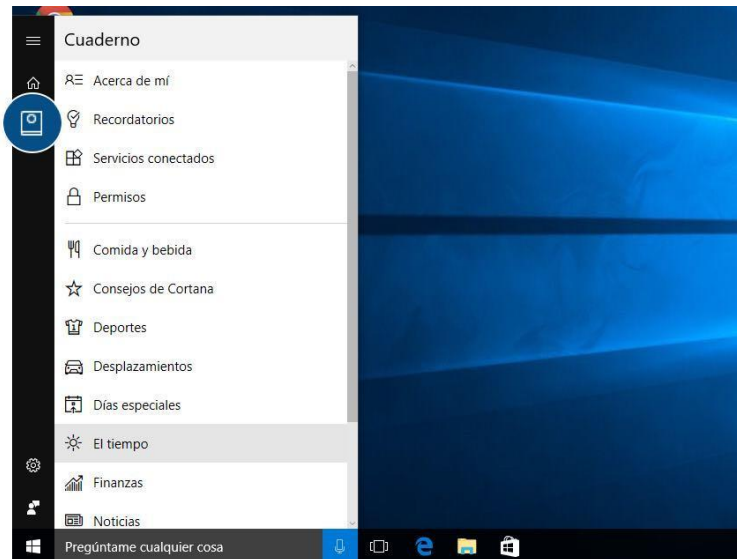 Cuaderno
Acerca de mí
Recordatorios
Servicios conectados
Permisos
Comida y bebida
Consejos de Cortana
Deportes
Desplazamientos
Días especiales
El tiempo
Finanzas
Noticias
Pregúntame cualquier cosa